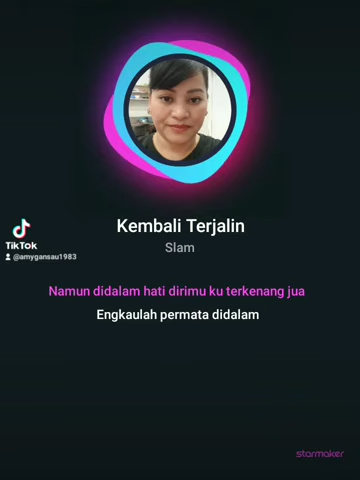 Kembali Terjalin
Slam
TikTok
@amygansau1983
Namun didalam hati dirimu ku terkenang jua
Engkaulah permata didalam
starmaker